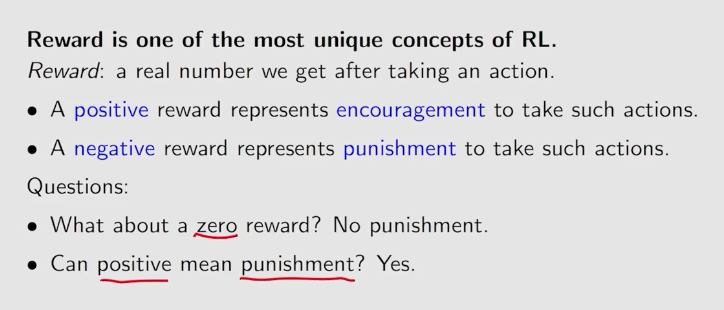 Reward is one of the most unique concepts of RL.
Reward: a real number we get after taking an action.
• A positive reward represents encouragement to take such actions.
• A negative reward represents punishment to take such actions.
Questions:
• What about a zero reward? No punishment.
• Can positive mean punishment? Yes.